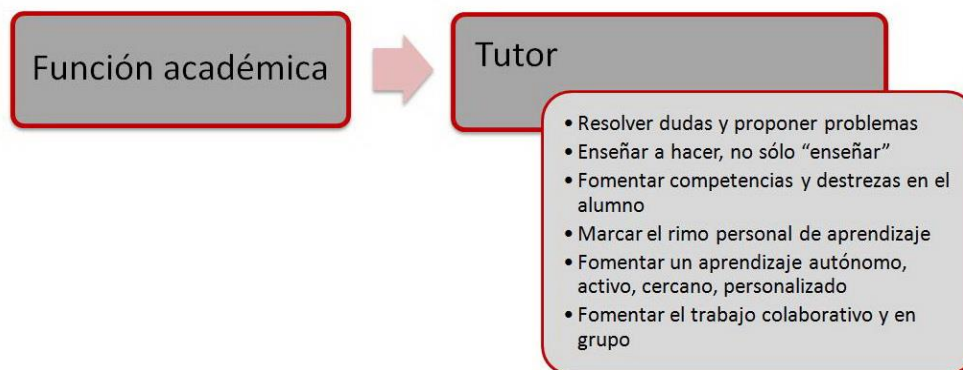 Función académica
Tutor
• Resolver dudas y proponer problemas
• Enseñar a hacer, no sólo “enseñar”
• Fomentar competencias y destrezas en el
alumno
• Marcar el rimo personal de aprendizaje
• Fomentar un aprendizaje autónomo,
activo, cercano, personalizado
• Fomentar el trabajo colaborativo y en
grupo